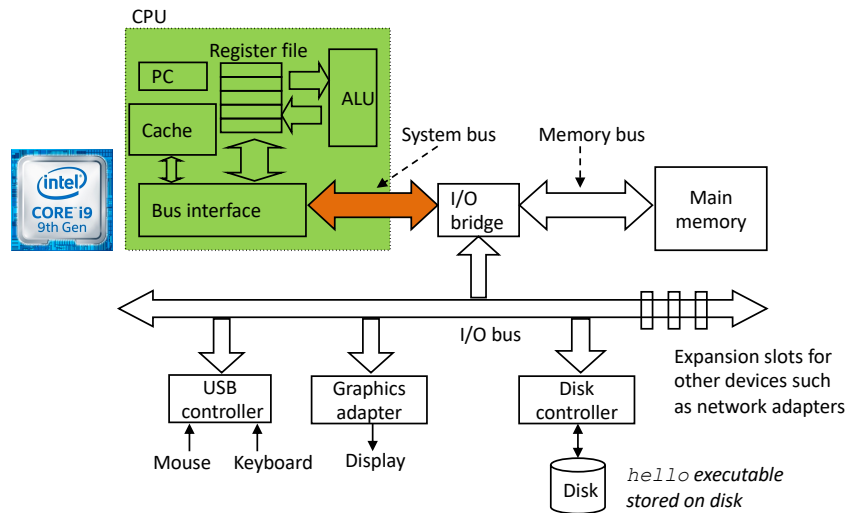 CPU
Register file
PC
ALU
Cache
System bus
Memory bus
intel
CORE i9
9th Gen
Bus interface
I/O
bridge
Main
memory
I/O bus
Expansion slots for
other devices such
as network adapters
USB
controller
Graphics
adapter
Disk
controller
Mouse
Keyboard
Display
Disk
hello executable
stored on disk